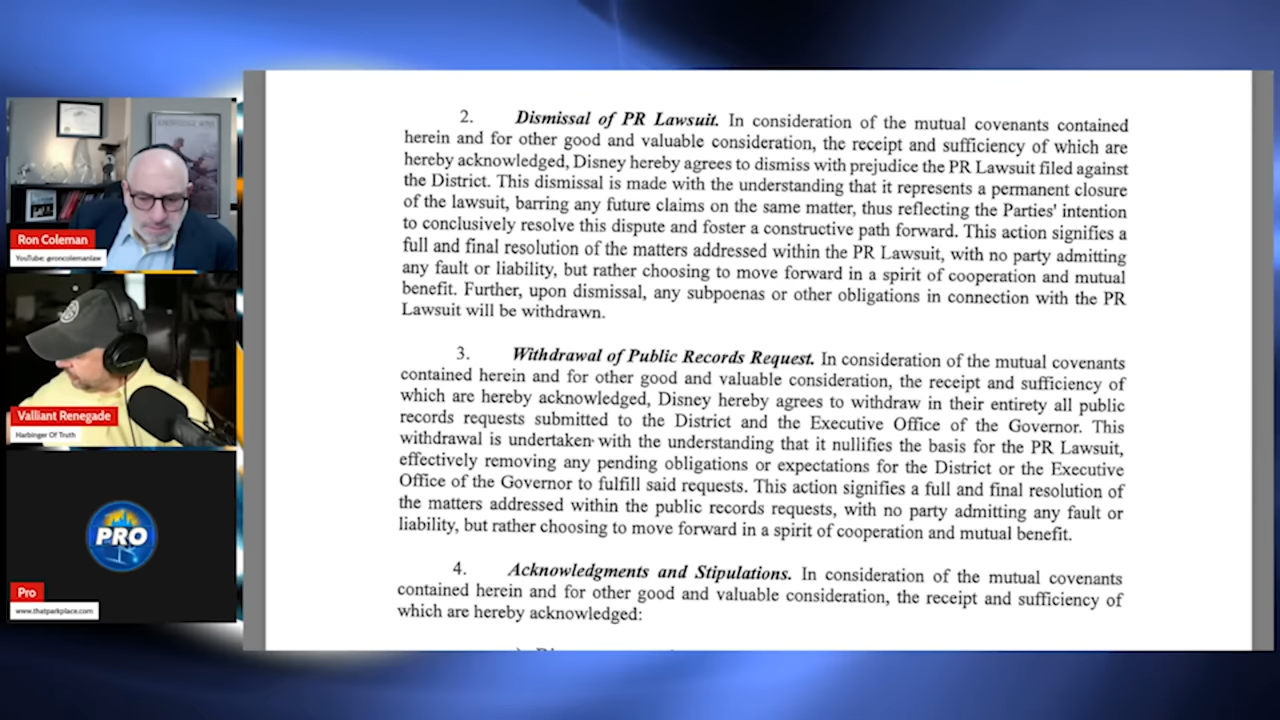 Ron Coleman
YouTube: @roncolemanlaw
Valliant Renegade
Harbinger Of Truth
PRO
Pro
www.thatparkplace.com
2. Dismissal of PR Lawsuit. In consideration of the mutual covenants contained
herein and for other good and valuable consideration, the receipt and sufficiency of which are
hereby acknowledged, Disney hereby agrees to dismiss with prejudice the PR Lawsuit filed against
the District. This dismissal is made with the understanding that it represents a permanent closure
of the lawsuit, barring any future claims on the same matter, thus reflecting the Parties' intention
to conclusively resolve this dispute and foster a constructive path forward. This action signifies a
full and final resolution of the matters addressed within the PR Lawsuit, with no party admitting
any fault or liability, but rather choosing to move forward in a spirit of cooperation and mutual
benefit. Further, upon dismissal, any subpoenas or other obligations in connection with the PR
Lawsuit will be withdrawn.
3. Withdrawal of Public Records Request. In consideration of the mutual covenants
contained herein and for other good and valuable consideration, the receipt and sufficiency of
which are hereby acknowledged, Disney hereby agrees to withdraw in their entirety all public
records requests submitted to the District and the Executive Office of the Governor. This
withdrawal is undertaken with the understanding that it nullifies the basis for the PR Lawsuit,
effectively removing any pending obligations or expectations for the District or the Executive
Office of the Governor to fulfill said requests. This action signifies a full and final resolution of
the matters addressed within the public records requests, with no party admitting any fault or
liability, but rather choosing to move forward in a spirit of cooperation and mutual benefit.
4. Acknowledgments and Stipulations. In consideration of the mutual covenants
contained herein and for other good and valuable consideration, the receipt and sufficiency of
which are hereby acknowledged: